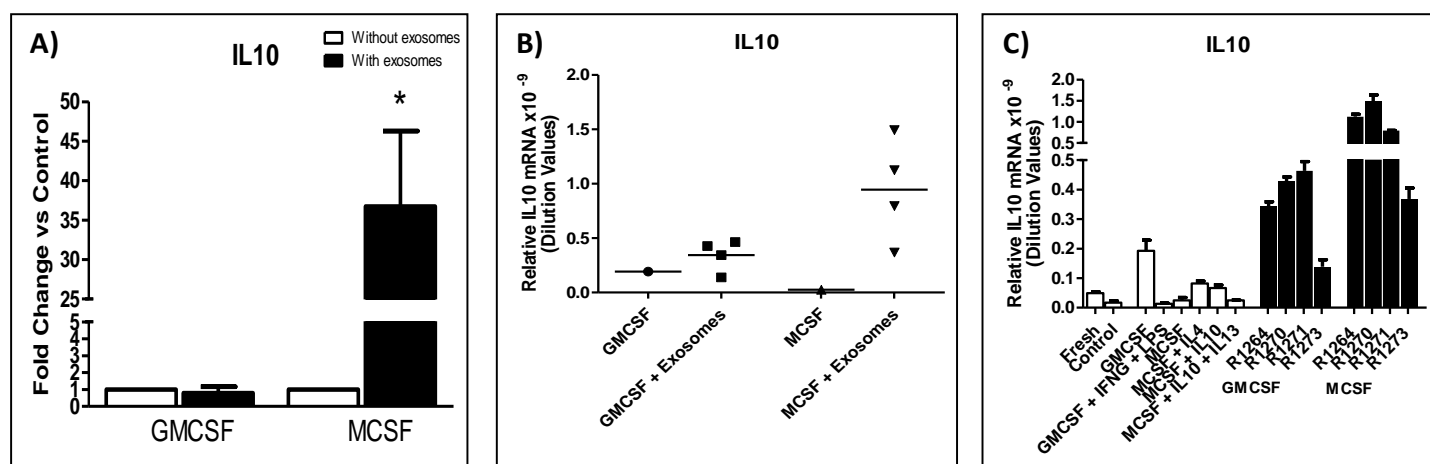 A)
IL10
Without exosomes
With exosomes
*
Fold Change vs Control
50
45
40
35
30
25
5
4
3
2
1
0
GMCSF
MCSF
B)
IL10
Relative IL10 mRNA x10 -9
(Dilution Values)
2.0
1.5
1.0
0.5
0.0
GMCSF
GMCSF + Exosomes
MCSF
MCSF + Exosomes
C)
IL10
Relative IL10 mRNA x10 -9
(Dilution Values)
2.0
1.5
1.0
0.5
0.5
0.4
0.3
0.2
0.1
0.0
Fresh
Control
GMCSF
GMCSF + IFNG + LPS
MCSF
MCSF + IL4
MCSF + IL10
MCSF + IL10 + IL13
R1264
R1270
R1271
R1273
R1264
R1270
R1271
R1273
GMCSF
MCSF